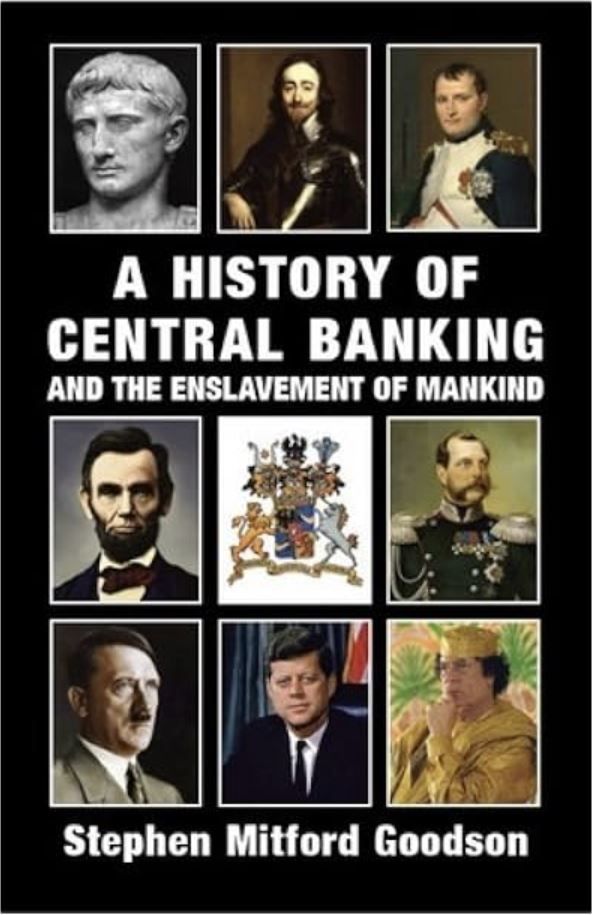 A HISTORY OF
CENTRAL BANKING
AND THE ENSLAVEMENT OF MANKIND
Stephen Mitford Goodson